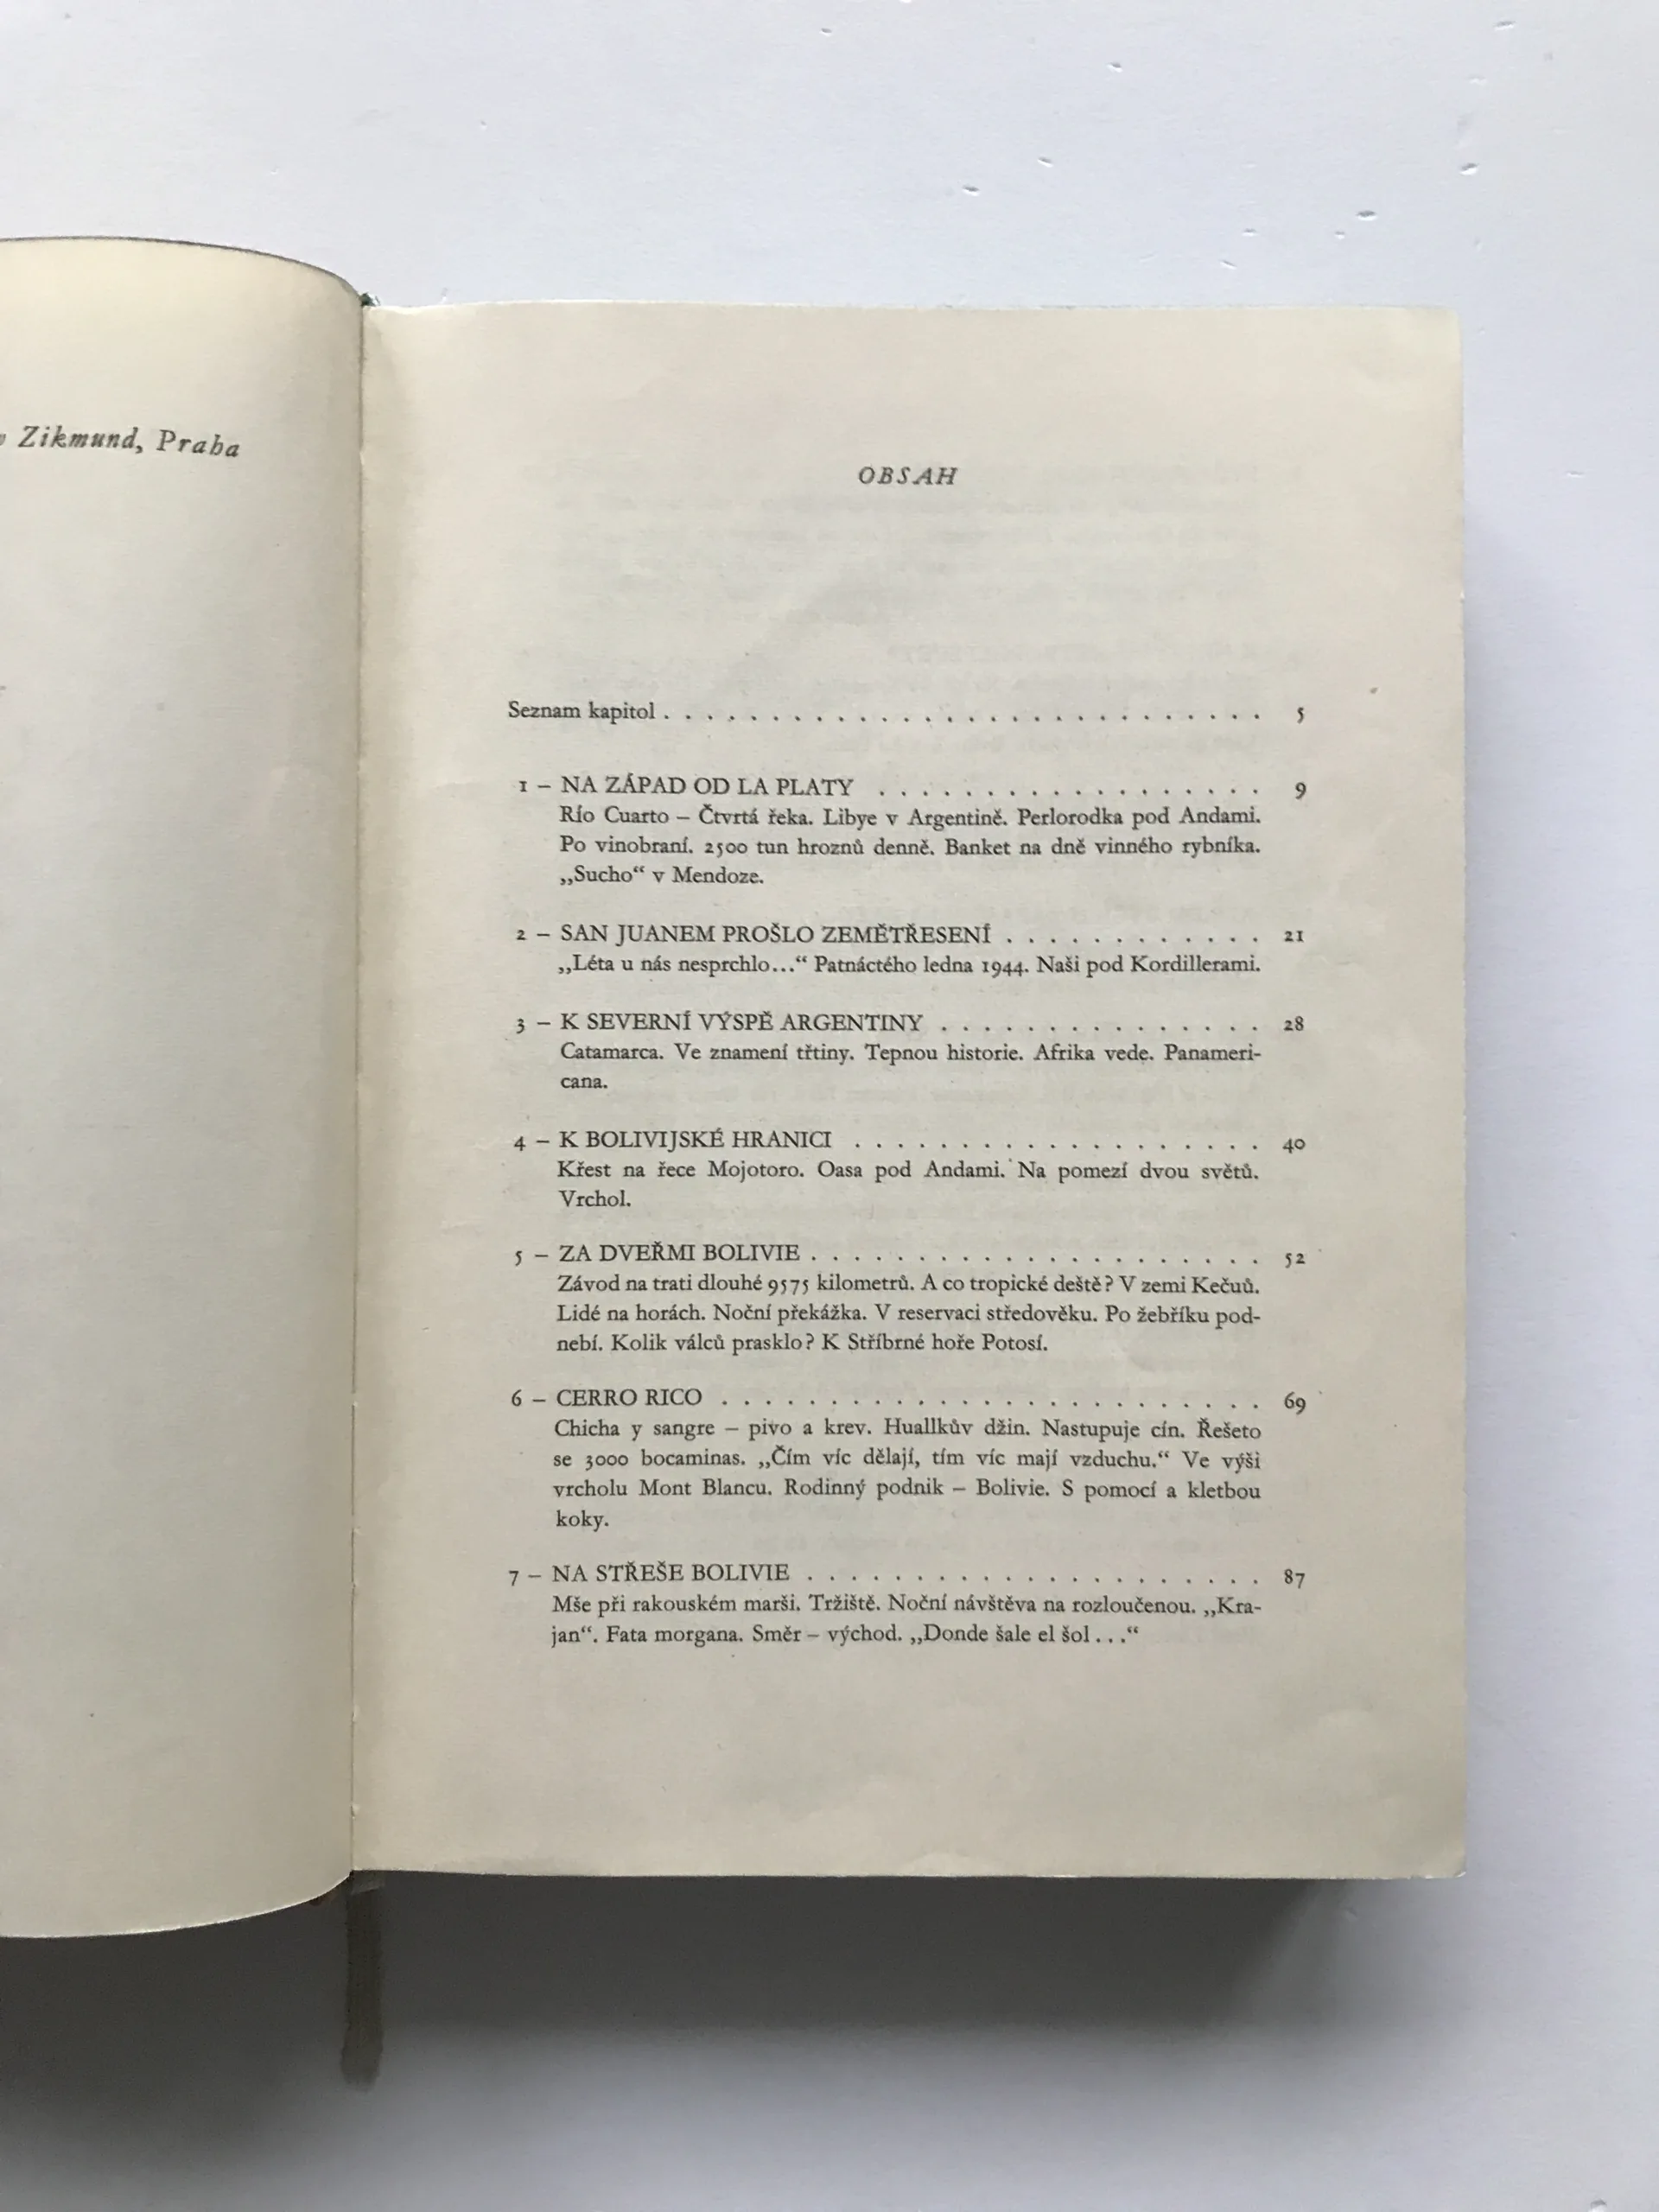 Zikmund, Praha
OBSAH
Seznam kapitol . . . . . . . . . . . . . . . . . . . . . . . . . . . . 5
1 – NA ZÁPAD OD LA PLATY . . . . . . . . . . . . . . . . . . 9
Río Cuarto – Čtvrtá řeka. Libye v Argentině. Perlorodka pod Andami.
Po vinobraní. 2500 tun hroznů denně. Banket na dně vinného rybníka.
„Sucho“ v Mendoze.
2 – SAN JUANEM PROŠLO ZEMĚTŘESENÍ . . . . . . . . . . . . 21
„Léta u nás nesprchlo...“ Patnáctého ledna 1944. Naši pod Kordillerami.
3 – K SEVERNÍ VÝSPĚ ARGENTINY . . . . . . . . . . . . . . . 28
Catamarca. Ve znamení třtiny. Tepnou historie. Afrika vede. Panameri-
cana.
4 – K BOLIVIJSKÉ HRANICI . . . . . . . . . . . . . . . . . . . 40
Křest na řece Mojotoro. Oasa pod Andami. Na pomezí dvou světů.
Vrchol.
5 – ZA DVEŘMI BOLIVIE . . . . . . . . . . . . . . . . . . . . . 52
Závod na trati dlouhé 9575 kilometrů. A co tropické deště? V zemi Kečuů.
Lidé na horách. Noční překážka. V reservaci středověku. Po žebříku pod-
nebí. Kolik válců prasklo? K Stříbrné hoře Potosí.
6 – CERRO RICO . . . . . . . . . . . . . . . . . . . . . . . . . 69
Chicha y sangre – pivo a krev. Huallkův džin. Nastupuje cín. Řešeto
se 3000 bocaminas. „Čím víc dělají, tím víc mají vzduchu.“ Ve výši
vrcholu Mont Blancu. Rodinný podnik – Bolivie. S pomocí a kletbou
koky.
7 – NA STŘEŠE BOLIVIE . . . . . . . . . . . . . . . . . . . . . 87
Mše při rakouském marši. Tržiště. Noční návštěva na rozloučenou. „Kra-
jan“. Fata morgana. Směr – východ. „Donde šale el šol...“